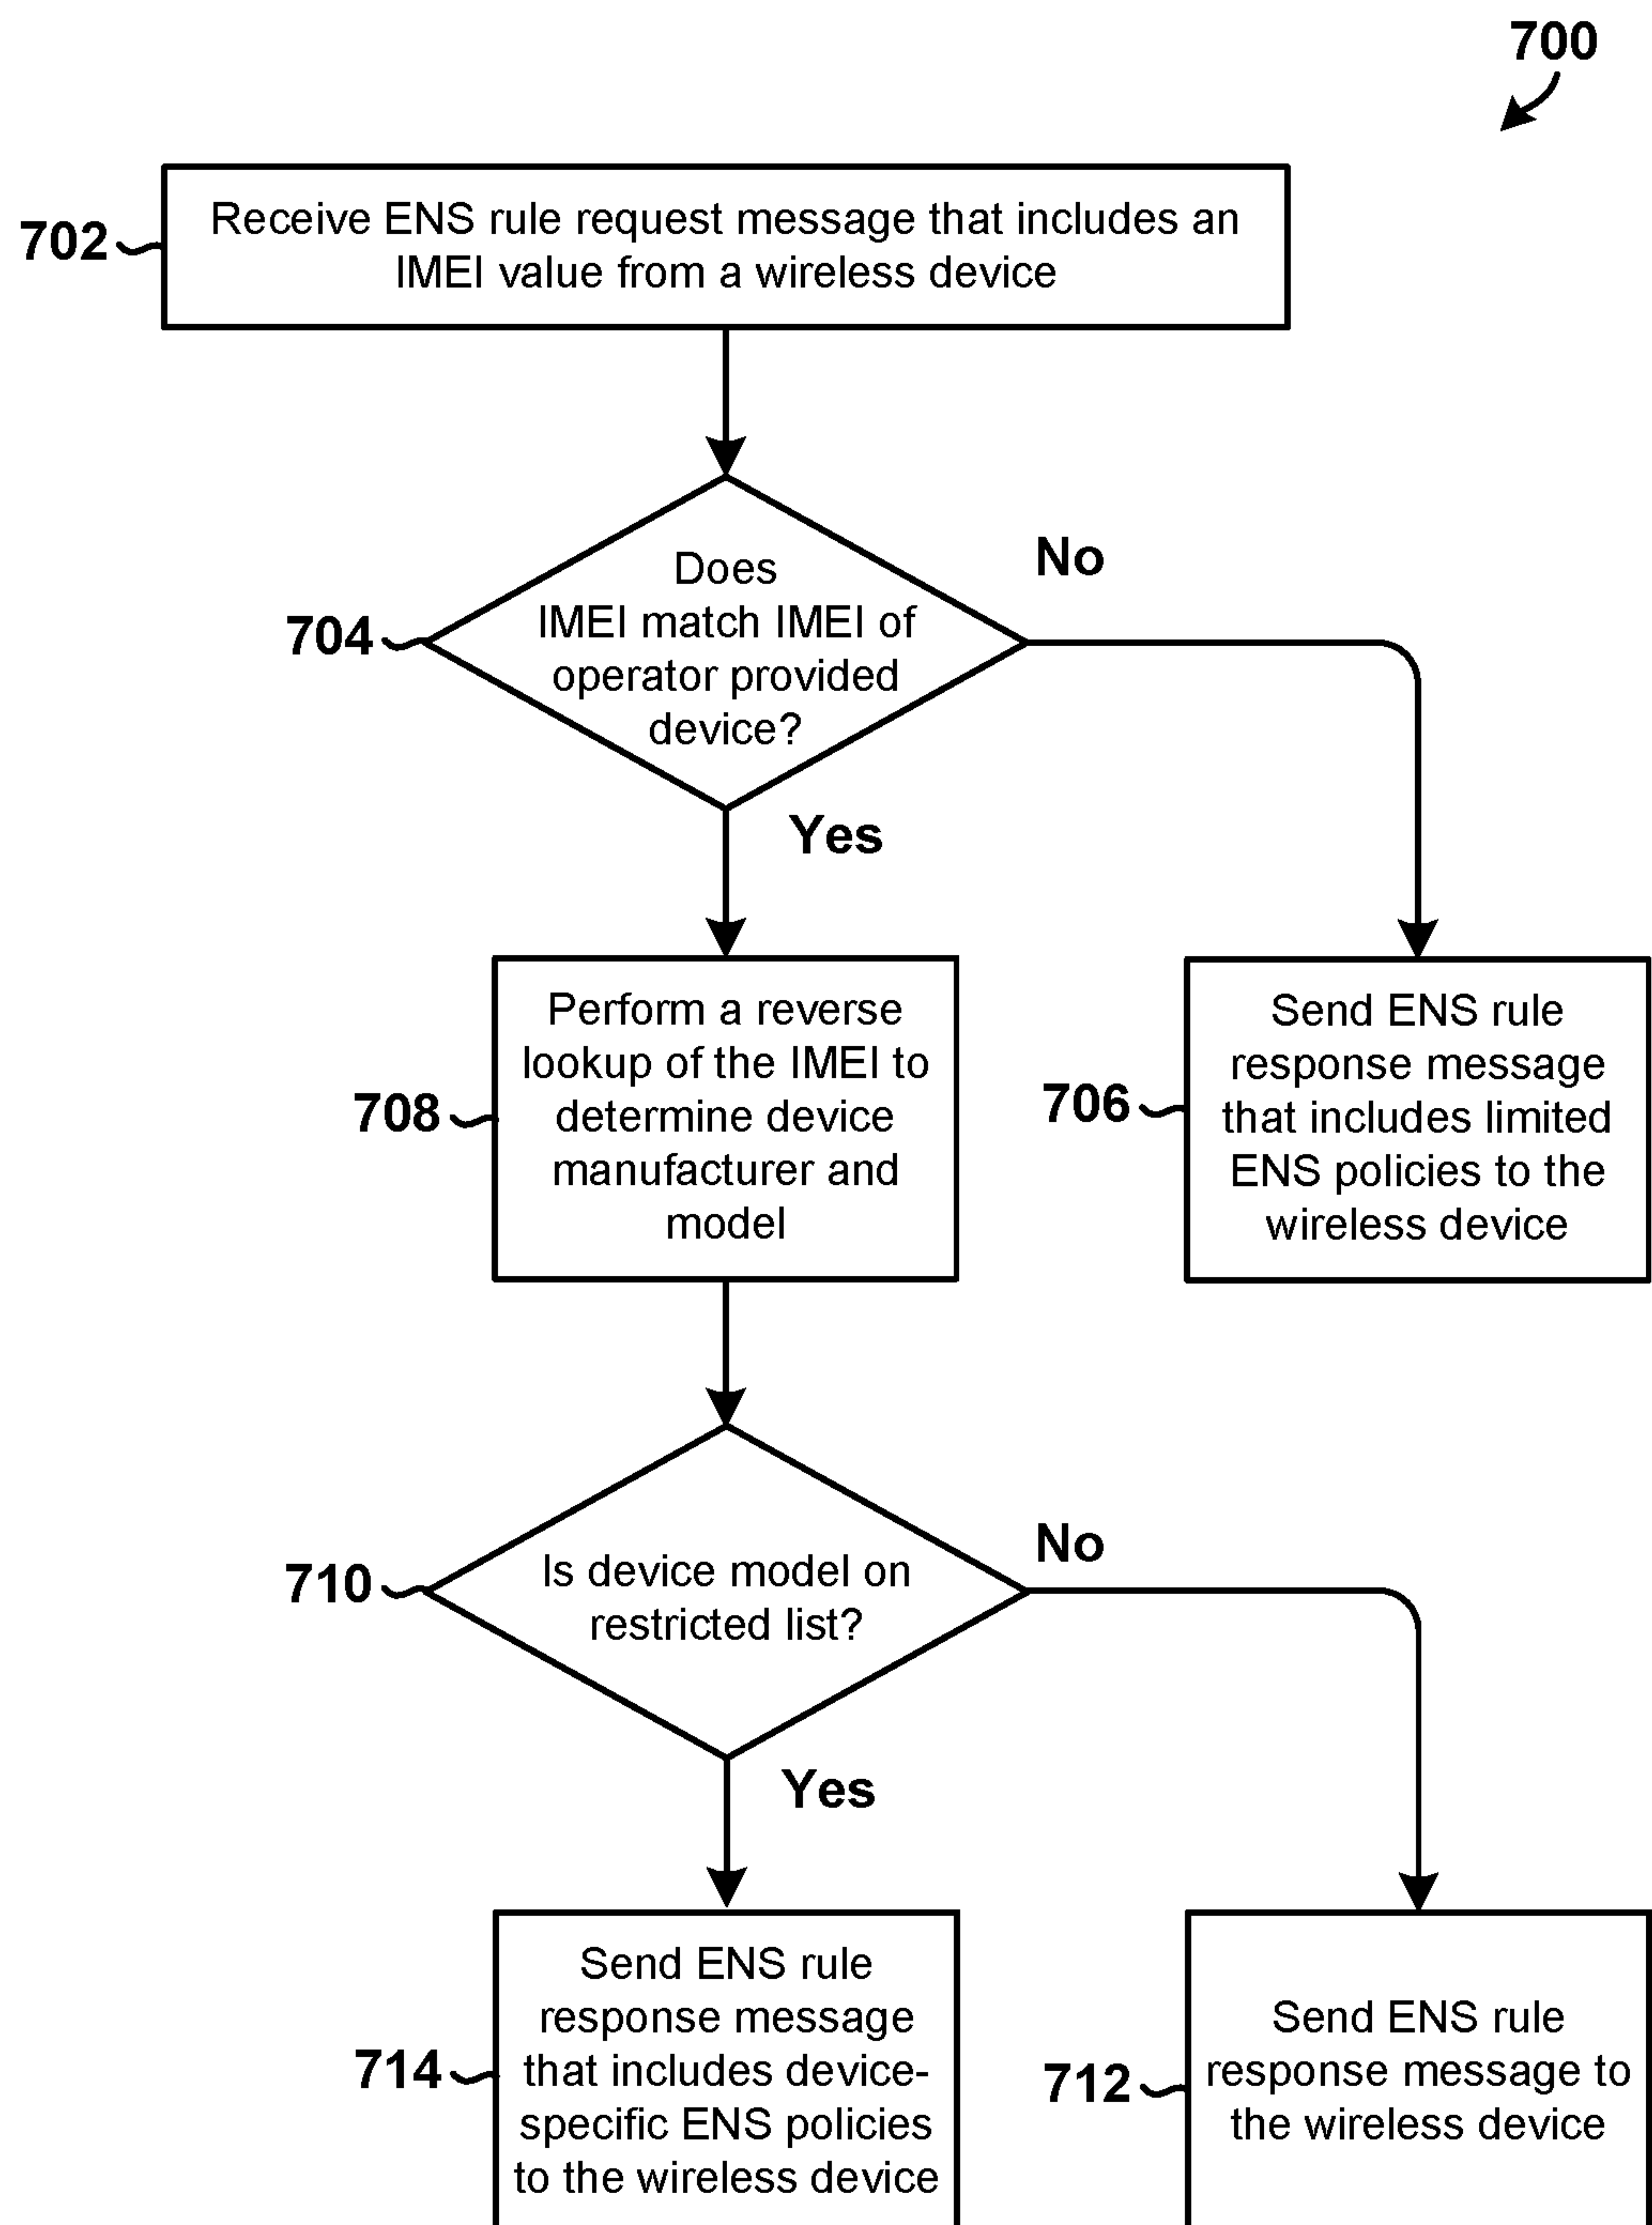 700
702
Receive ENS rule request message that includes an
IMEI value from a wireless device
704
Does
IMEI match IMEI of
operator provided
device?
No
Yes
708
Perform a reverse
lookup of the IMEI to
determine device
manufacturer and
model
706
Send ENS rule
response message
that includes limited
ENS policies to the
wireless device
710
Is device model on
restricted list?
No
Yes
714
Send ENS rule
response message
that includes device-
specific ENS policies
to the wireless device
712
Send ENS rule
response message to
the wireless device